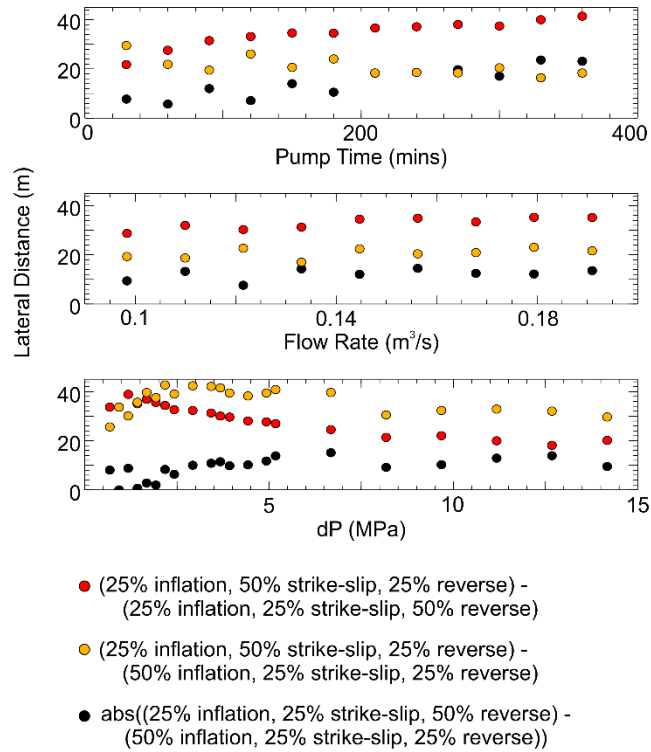 40
20
0
0
200
400
Pump Time (mins)
Lateral Distance (m)
40
20
0
0.1
0.14
0.18
Flow Rate (m³/s)
40
20
0
5
10
15
dP (MPa)
(25% inflation, 50% strike-slip, 25% reverse) -
(25% inflation, 25% strike-slip, 50% reverse)
(25% inflation, 50% strike-slip, 25% reverse) -
(50% inflation, 25% strike-slip, 25% reverse)
abs((25% inflation, 25% strike-slip, 50% reverse) -
(50% inflation, 25% strike-slip, 25% reverse))